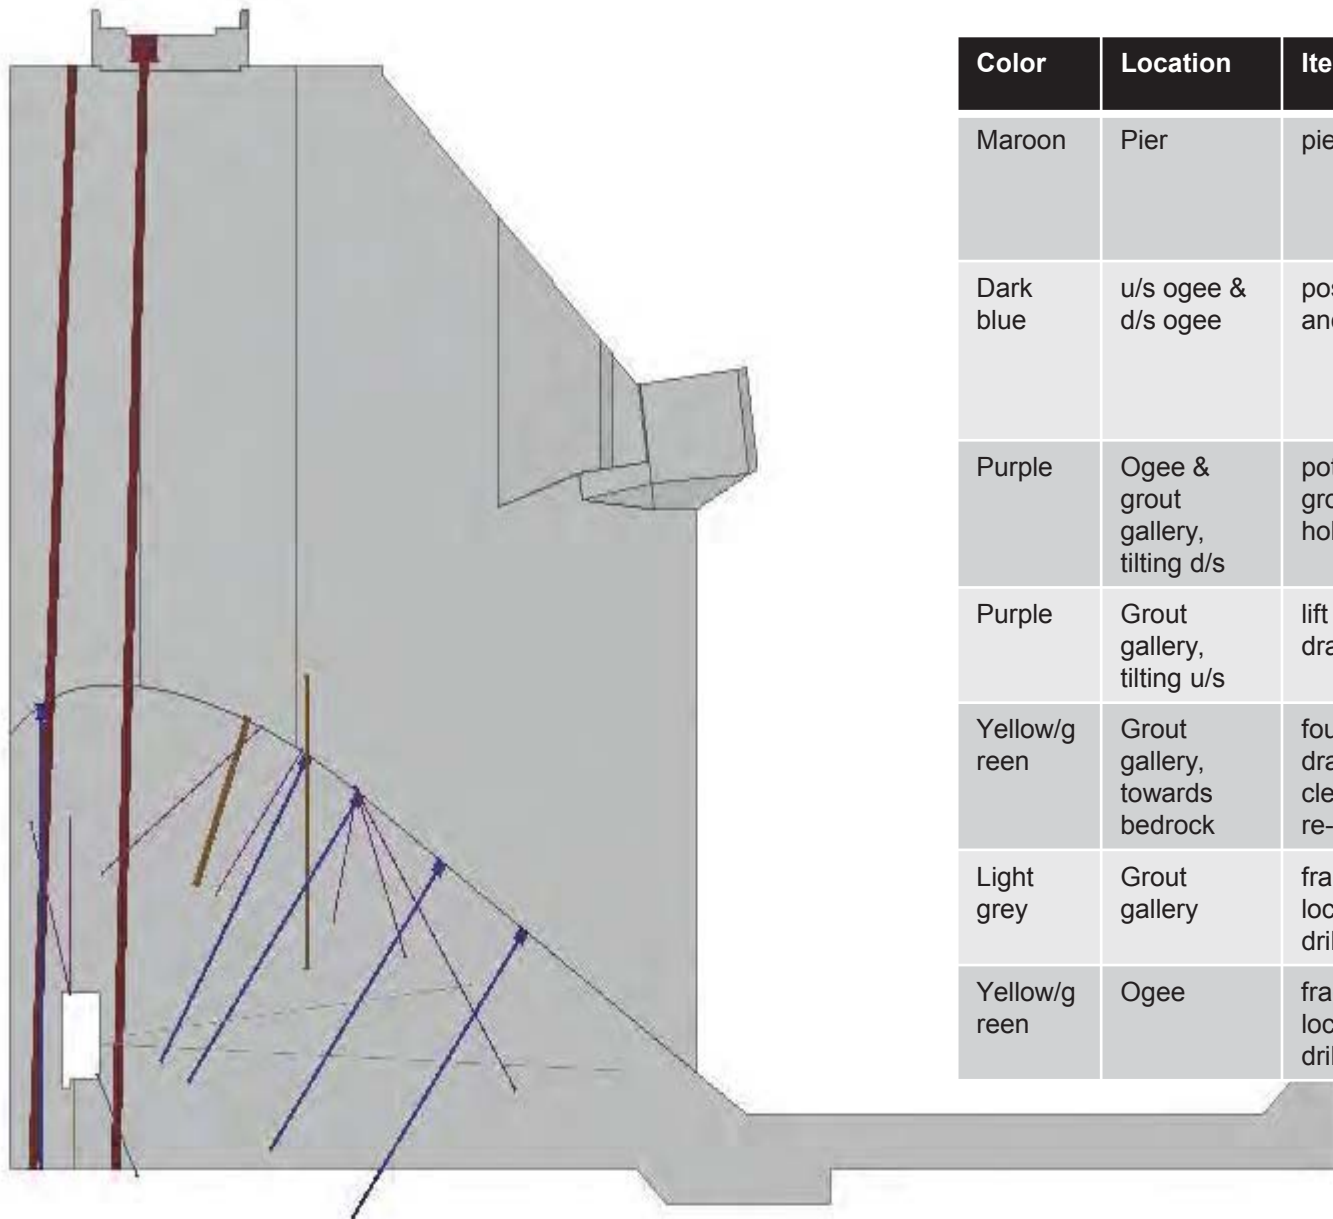 Color Location Ite
Maroon Pier pie
Dark u/s ogee & pos
blue d/s ogee and
Purple Ogee & pot
grout gro
gallery, hol
tilting d/s
Purple Grout lift
gallery, dra
tilting u/s
Yellow/g Grout fou
reen gallery, dra
towards cle
bedrock re-
Light Grout fra
grey gallery loc
dril
Yellow/g Ogee fra
reen loc
dril